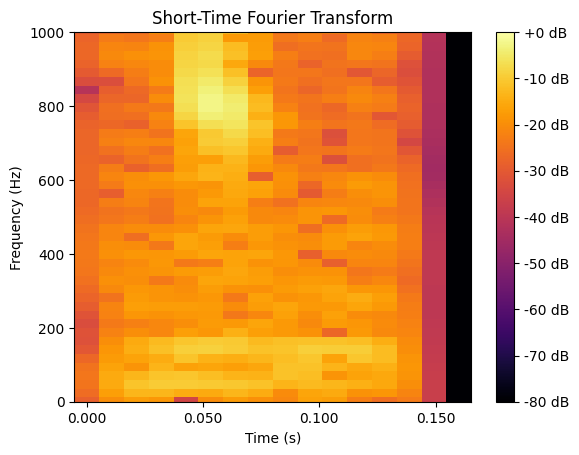 Short-Time Fourier Transform
1000
800
600
400
200
0
Frequency (Hz)
0.000
0.050
0.100
0.150
Time (s)
+0 dB
-10 dB
-20 dB
-30 dB
-40 dB
-50 dB
-60 dB
-70 dB
-80 dB